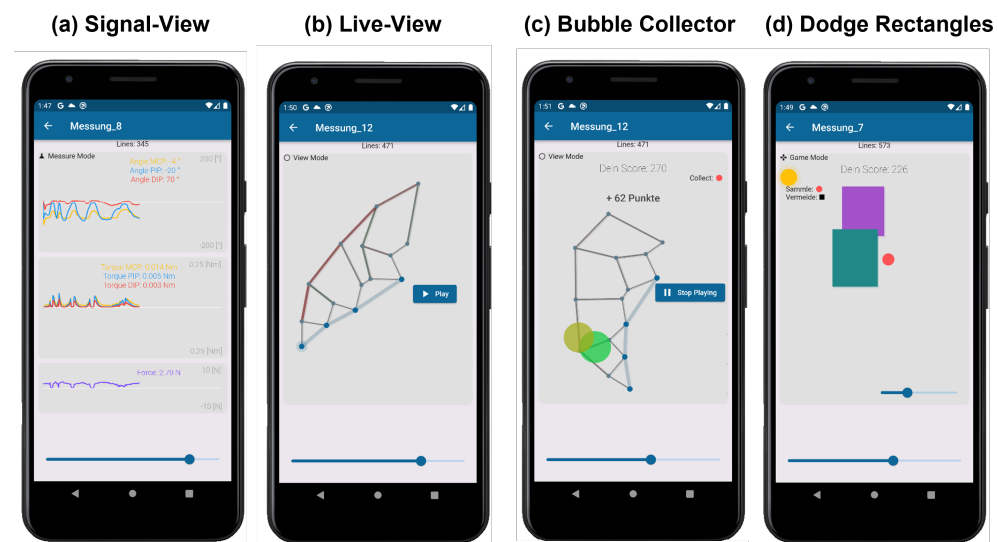 (a) Signal-View
(b) Live-View
(c) Bubble Collector
(d) Dodge Rectangles
1:47 G
Messung_8
Lines: 345
Measure Mode
200 [°]
Angle MCP: 4 °
Angle PIP: -20 °
Angle DIP: 70 °
-200 [°]
0.25 [Nm]
Torque MCP: 0.014 Nm
Torque PIP: 0.005 Nm
Torque DIP: 0.003 Nm
-0.25 [Nm]
Force: 2.70 N
10 [N]
-10 [N]
1:50 G
Messung_12
Lines: 471
View Mode
Play
1:51 G
Messung_12
Lines: 471
View Mode
Dein Score: 270
Collect:
+ 62 Punkte
Stop Playing
1:49 G
Messung_7
Lines: 573
Game Mode
Dein Score: 226
Sammle:
Vermeide: